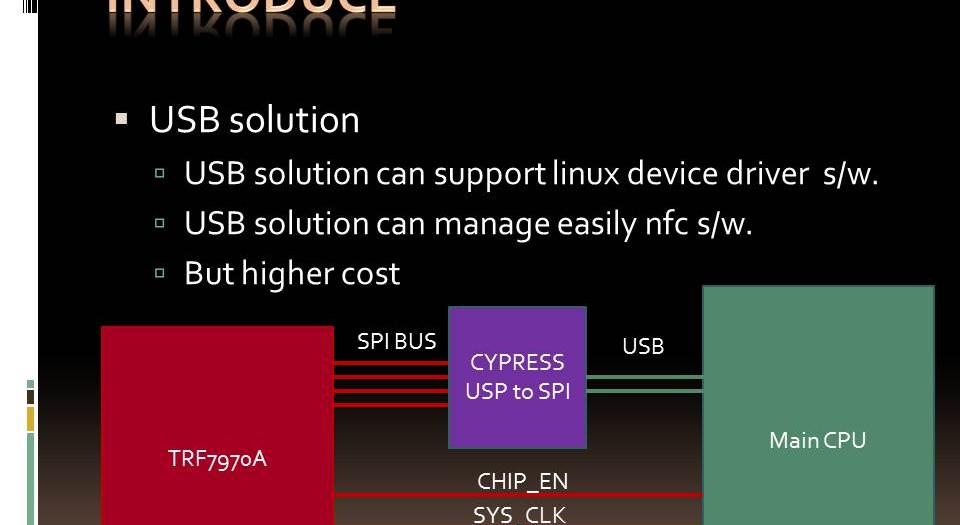 INTRODUCE
USB solution
USB solution can support linux device driver s/w.
USB solution can manage easily nfc s/w.
But higher cost
SPI BUS
USB
CYPRESS
USP to SPI
Main CPU
TRF7970A
CHIP_EN
SYS_CLK